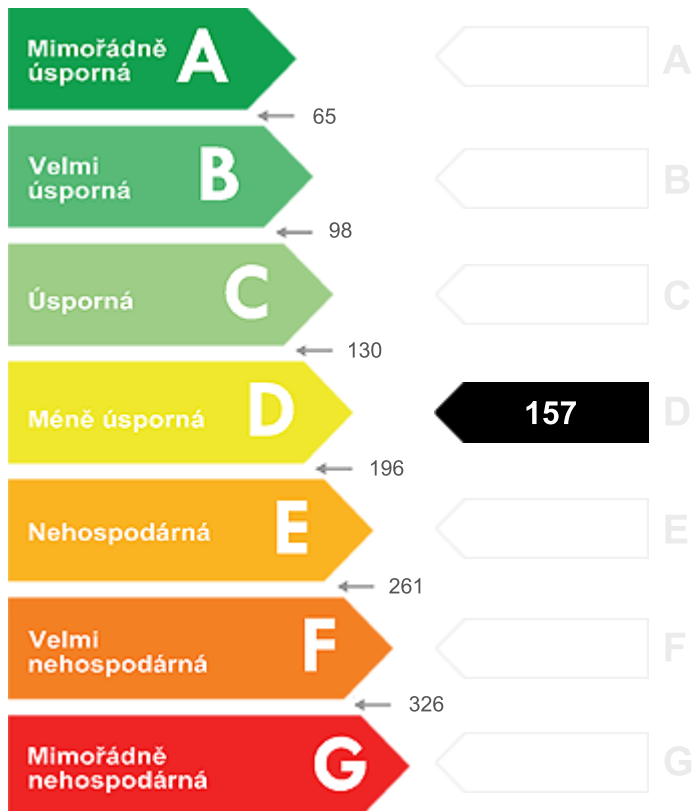 Mimořádně
úsporná
A
A
65
Velmi
úsporná
B
B
98
Úsporná
C
C
130
Méně úsporná
D
157
D
196
Nehospodárná
E
E
261
Velmi
nehospodárná
F
F
326
Mimořádně
nehospodárná
G
G